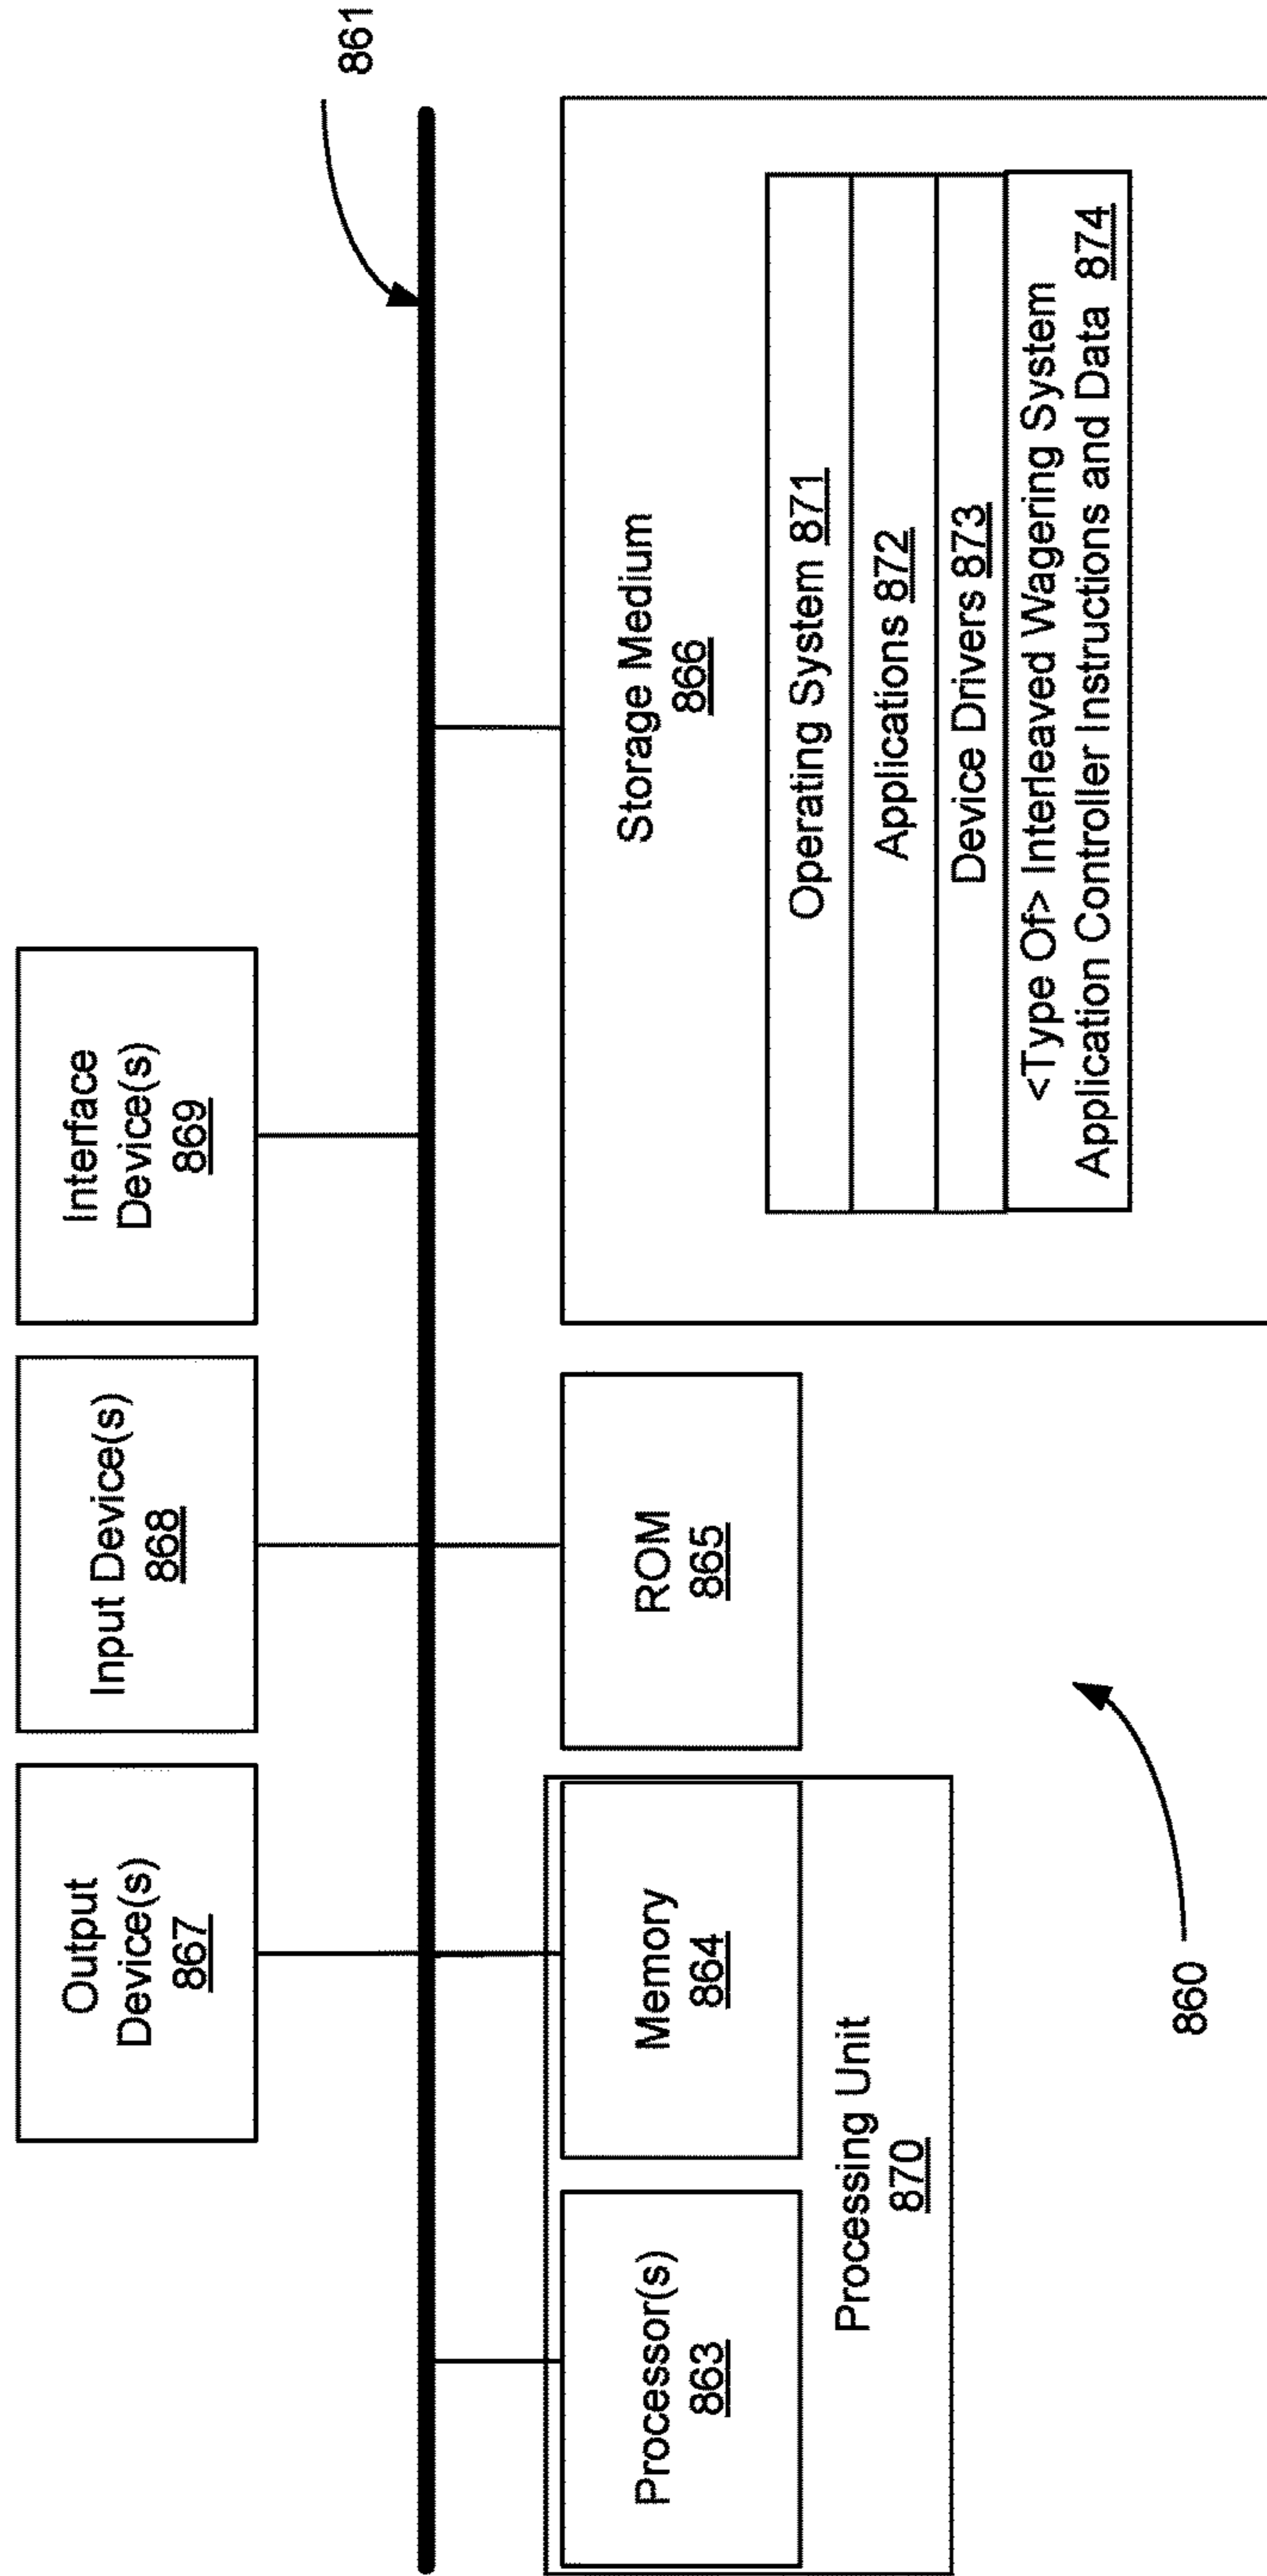 861
Output
Device(s)
867
Input Device(s)
868
Interface
Device(s)
869
Processor(s)
863
Memory
864
Processing Unit
870
ROM
865
Storage Medium
866
Operating System 871
Applications 872
Device Drivers 873
<Type Of> Interleaved Wagering System
Application Controller Instructions and Data 874
860